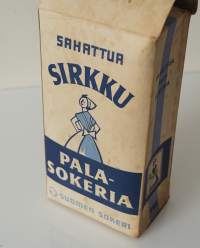 SAHATTUA
SIRKKU
PALA-
SOKERIA
SUOMEN SOKERI